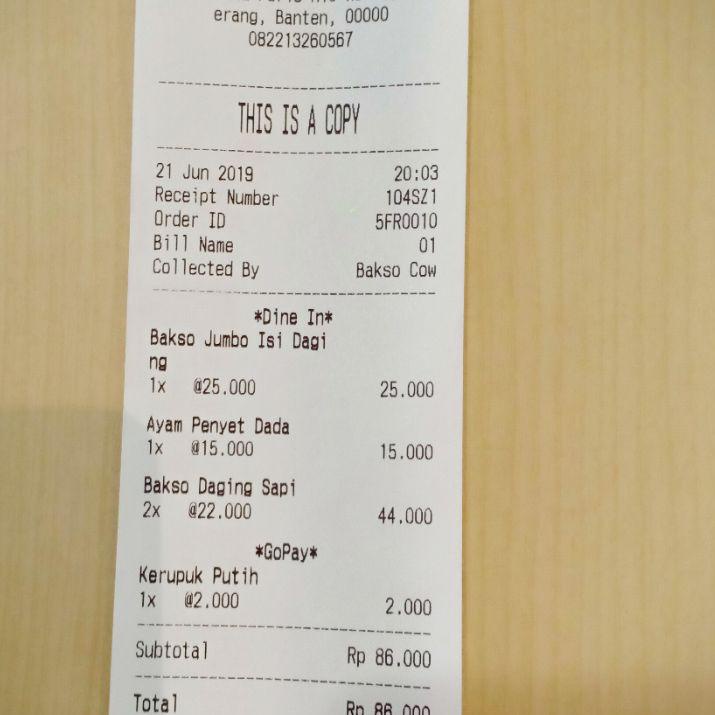 erang, Banten, 00000
082213260567
THIS IS A COPY
21 Jun 2019 20:03
Receipt Number 104SZ1
Order ID 5FR0010
Bill Name 01
Collected By Bakso Cow
*Dine In*
Bakso Jumbo Isi Dagi
ng
1x @25.000 25.000
Ayam Penyet Dada
1x @15.000 15.000
Bakso Daging Sapi
2x @22.000 44.000
*GoPay*
Kerupuk Putih
1x @2.000 2.000
Subtotal Rp 86.000
Total Rp 86.000